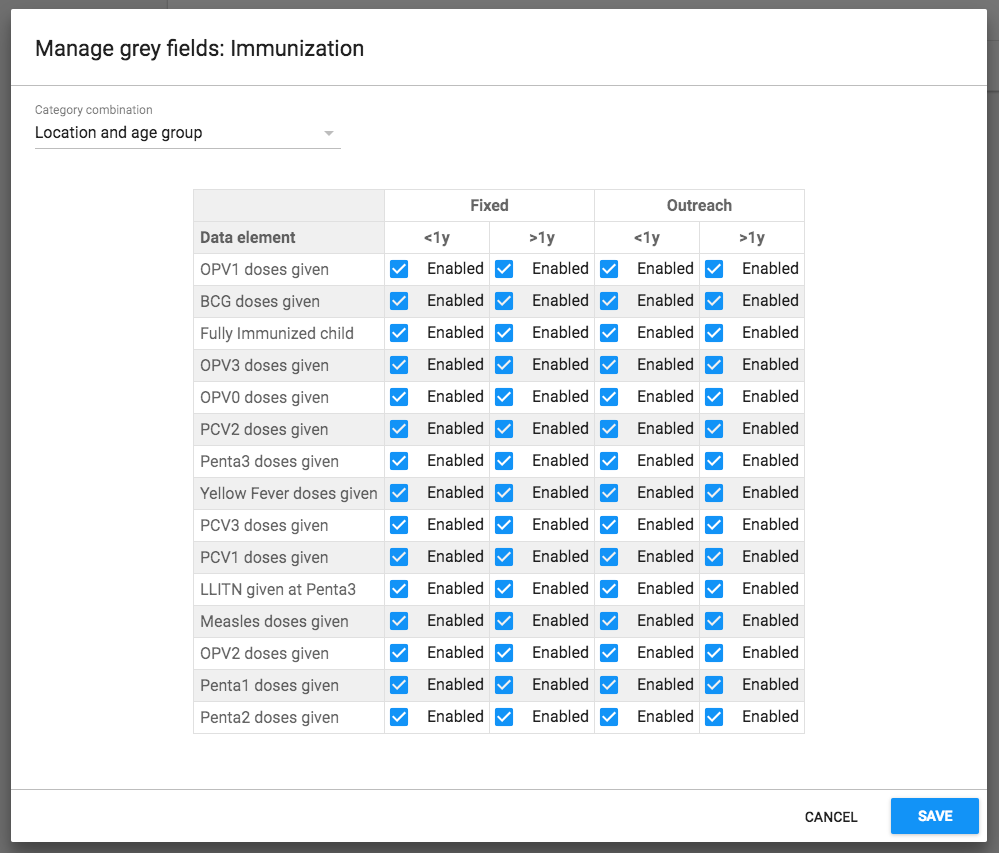 Manage grey fields: Immunization
Category combination
Location and age group
Fixed Outreach
Data element <1y >1y <1y >1y
OPV1 doses given Enabled Enabled Enabled Enabled
BCG doses given Enabled Enabled Enabled Enabled
Fully Immunized child Enabled Enabled Enabled Enabled
OPV3 doses given Enabled Enabled Enabled Enabled
OPV0 doses given Enabled Enabled Enabled Enabled
PCV2 doses given Enabled Enabled Enabled Enabled
Penta3 doses given Enabled Enabled Enabled Enabled
Yellow Fever doses given Enabled Enabled Enabled Enabled
PCV3 doses given Enabled Enabled Enabled Enabled
PCV1 doses given Enabled Enabled Enabled Enabled
LLITN given at Penta3 Enabled Enabled Enabled Enabled
Measles doses given Enabled Enabled Enabled Enabled
OPV2 doses given Enabled Enabled Enabled Enabled
Penta1 doses given Enabled Enabled Enabled Enabled
Penta2 doses given Enabled Enabled Enabled Enabled
CANCEL SAVE